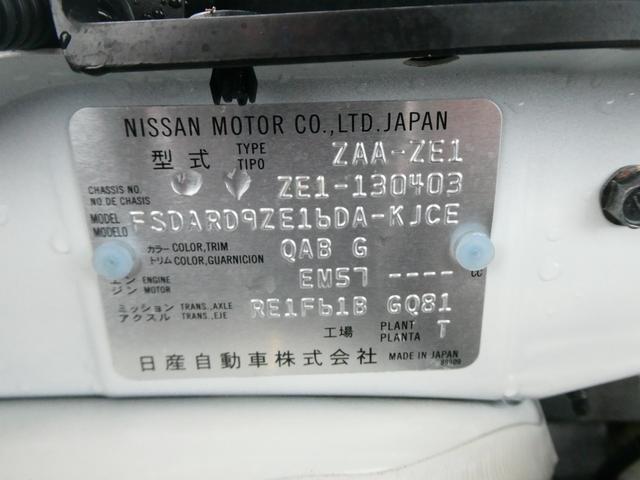 NISSAN MOTOR CO.,LTD.JAPAN
型式 TYPE TIPO ZAA-ZE1
CHASSIS NO. NO DE CHASIS ZE1-130403
MODEL MODELO FSDARD9ZE16DA-KJCE
カラー COLOR,TRIM トリム COLOR,GUARNICION QAB G
エンジン ENGINE MOTOR EM57 ---- CC
ミッション TRANS.,AXLE アクスル TRANS.,EJE RE1F61B GQ81
工場 PLANT PLANTA T
日産自動車株式会社 MADE IN JAPAN